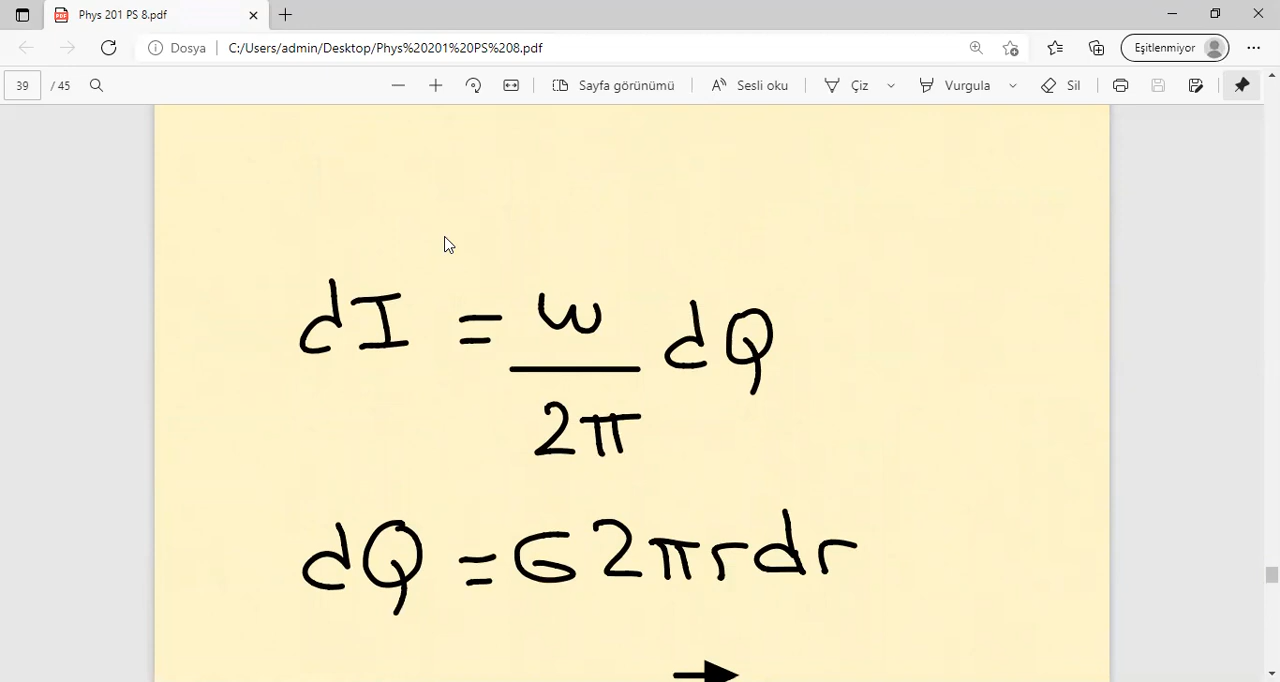 Phys 201 PS 8.pdf
Dosya C:/Users/admin/Desktop/Phys%20201%20PS%208.pdf
Eşitlenmiyor
39 / 45
Sayfa görünümü
Sesli oku
Çiz
Vurgula
Sil
dI = ω/2π dQ
dQ = σ2πrdr